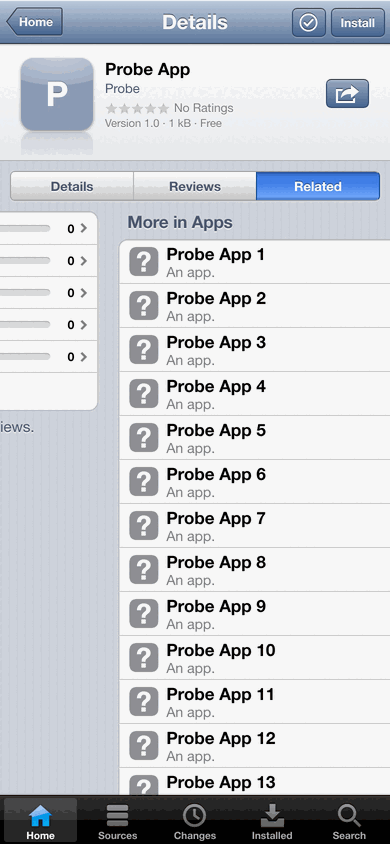 Home
Details
Install
P
Probe App
Probe
No Ratings
Version 1.0 · 1 kB · Free
Details
Reviews
Related
0
0
0
0
0
iews.
More in Apps
? Probe App 1
An app.
? Probe App 2
An app.
? Probe App 3
An app.
? Probe App 4
An app.
? Probe App 5
An app.
? Probe App 6
An app.
? Probe App 7
An app.
? Probe App 8
An app.
? Probe App 9
An app.
? Probe App 10
An app.
? Probe App 11
An app.
? Probe App 12
An app.
? Probe App 13
Home
Sources
Changes
Installed
Search